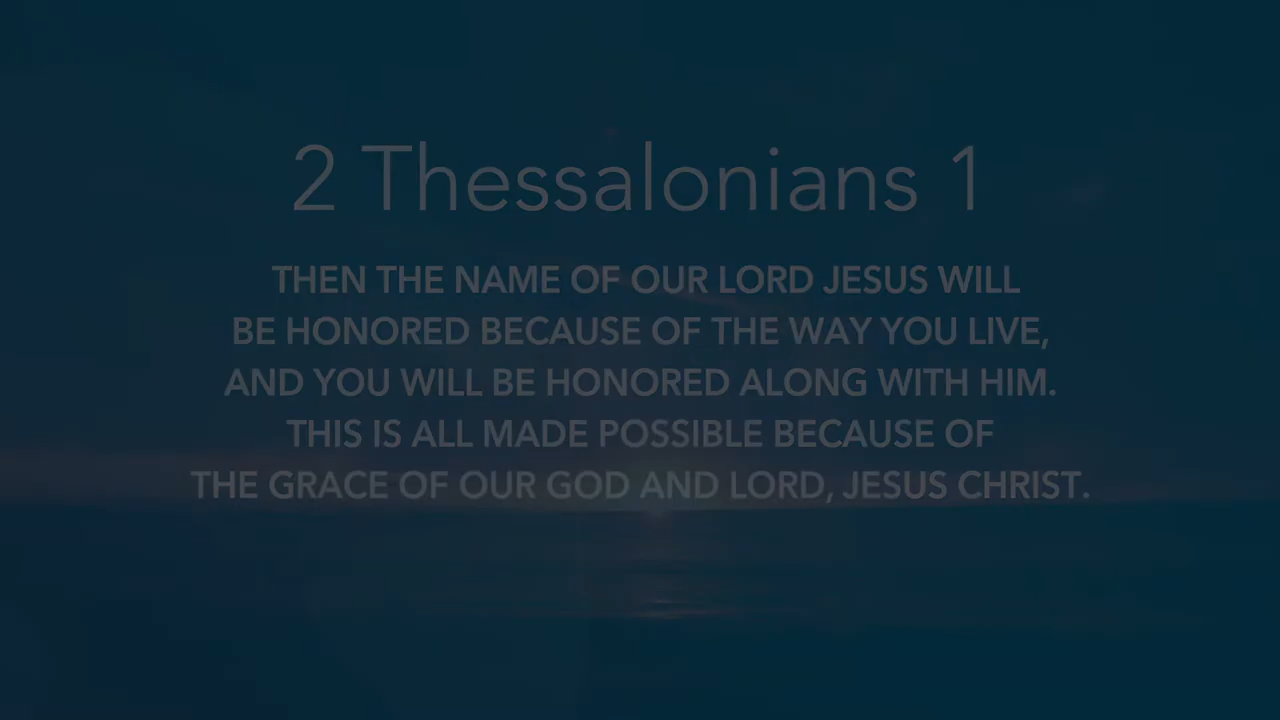 2 Thessalonians 1
THEN THE NAME OF OUR LORD JESUS WILL
BE HONORED BECAUSE OF THE WAY YOU LIVE,
AND YOU WILL BE HONORED ALONG WITH HIM.
THIS IS ALL MADE POSSIBLE BECAUSE OF
THE GRACE OF OUR GOD AND LORD, JESUS CHRIST.